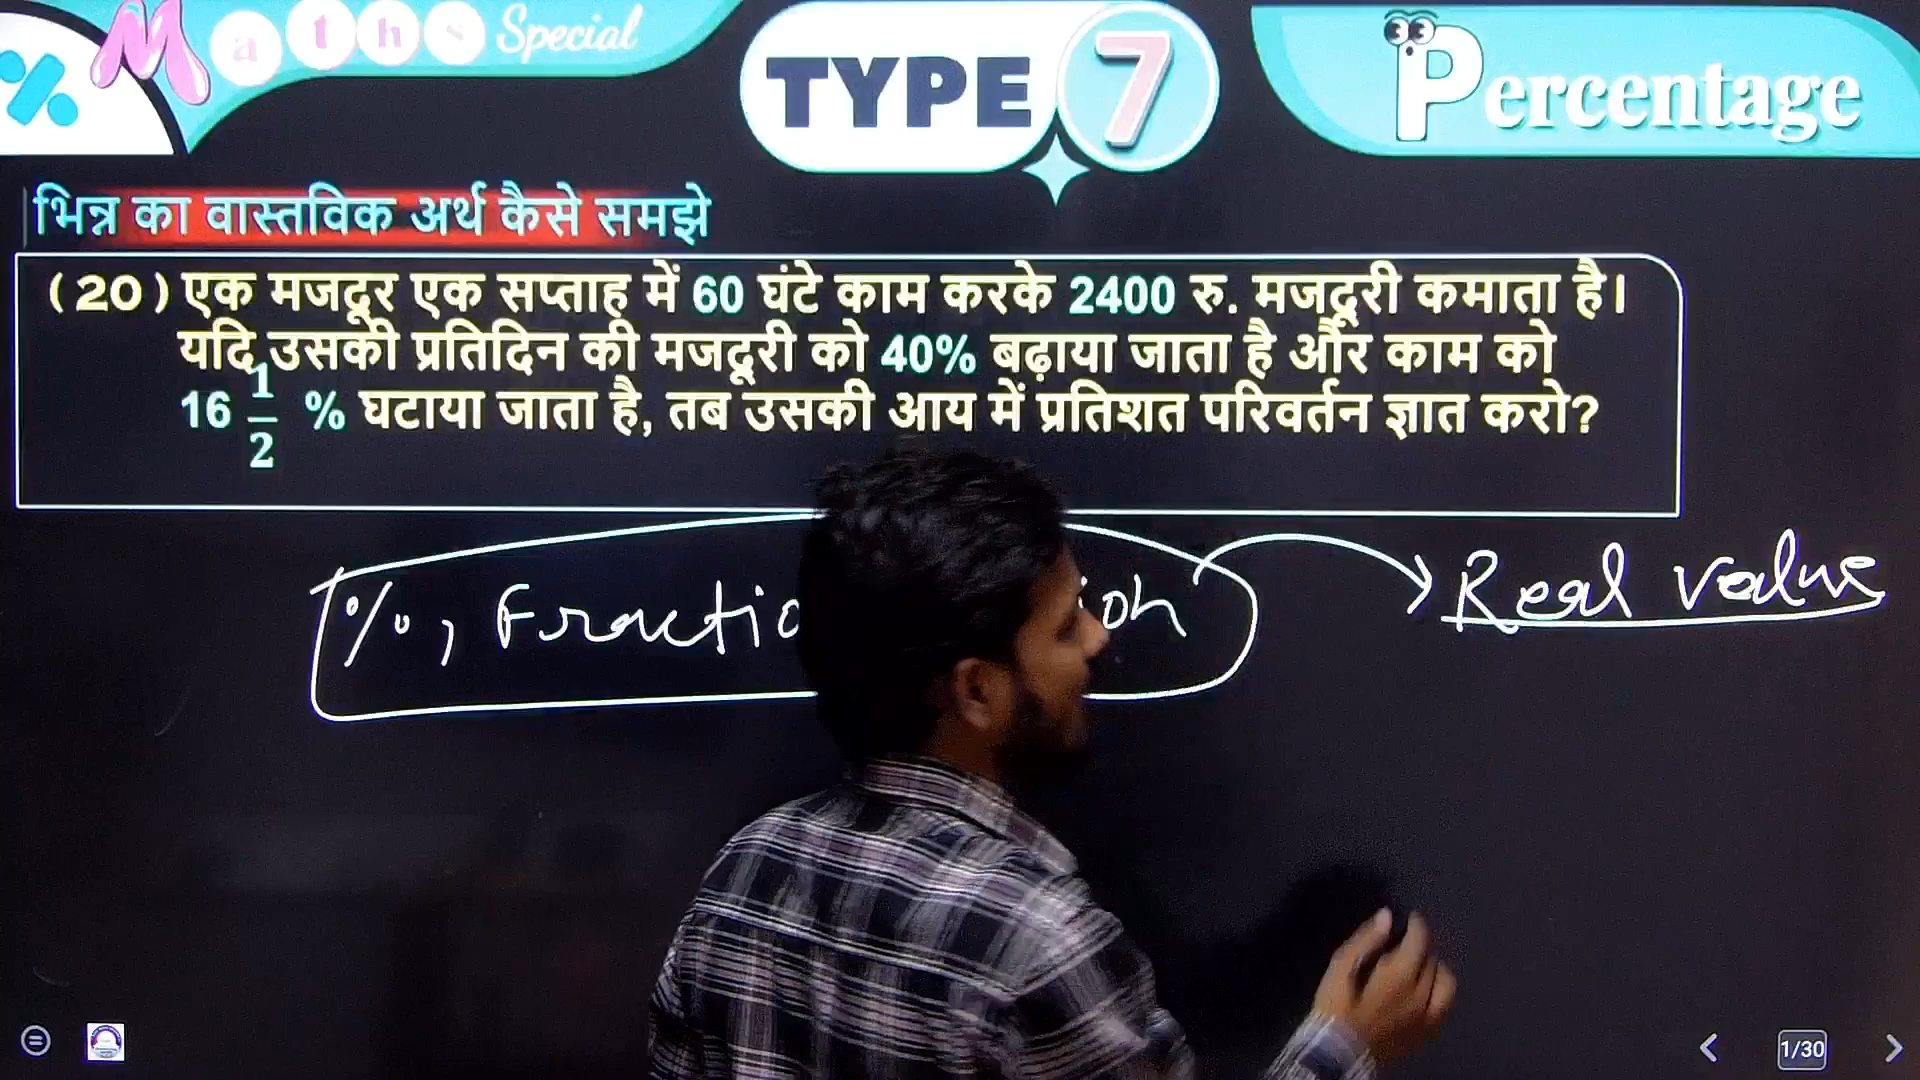 Maths Special
TYPE 7
Percentage
भिन्न का वास्तविक अर्थ कैसे समझे
(20) एक मजदूर एक सप्ताह में 60 घंटे काम करके 2400 रु. मजदूरी कमाता है।
यदि उसकी प्रतिदिन की मजदूरी को 40% बढ़ाया जाता है और काम को
16 1/2 % घटाया जाता है, तब उसकी आय में प्रतिशत परिवर्तन ज्ञात करो?
%, Fractio
Real value
1/30